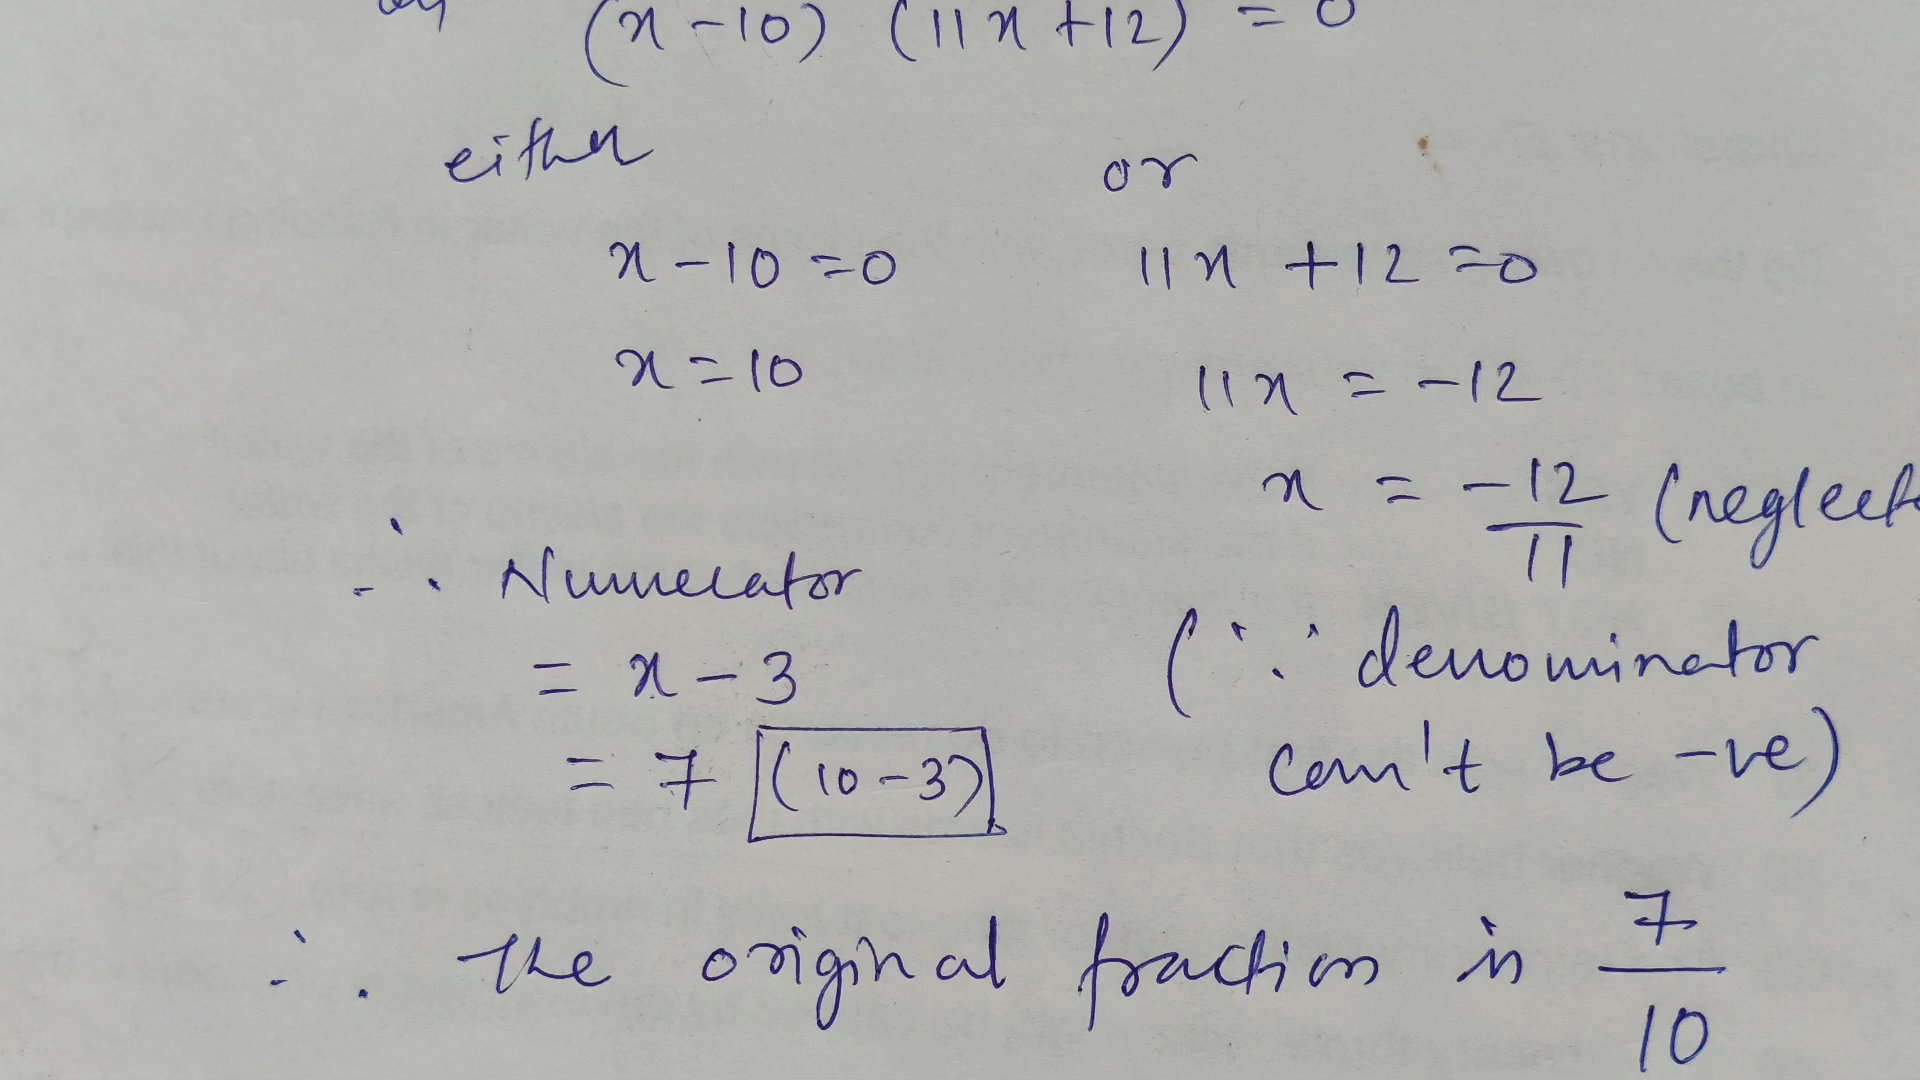 (x-10) (11x+12) = 0
either
or
x-10=0
11x+12=0
x=10
11x = -12
x = -12/11 (neglect
∴ Numerator
= x-3
(∵ denominator
= 7 [(10-3)]
can't be -ve)
∴ the original fraction is 7/10